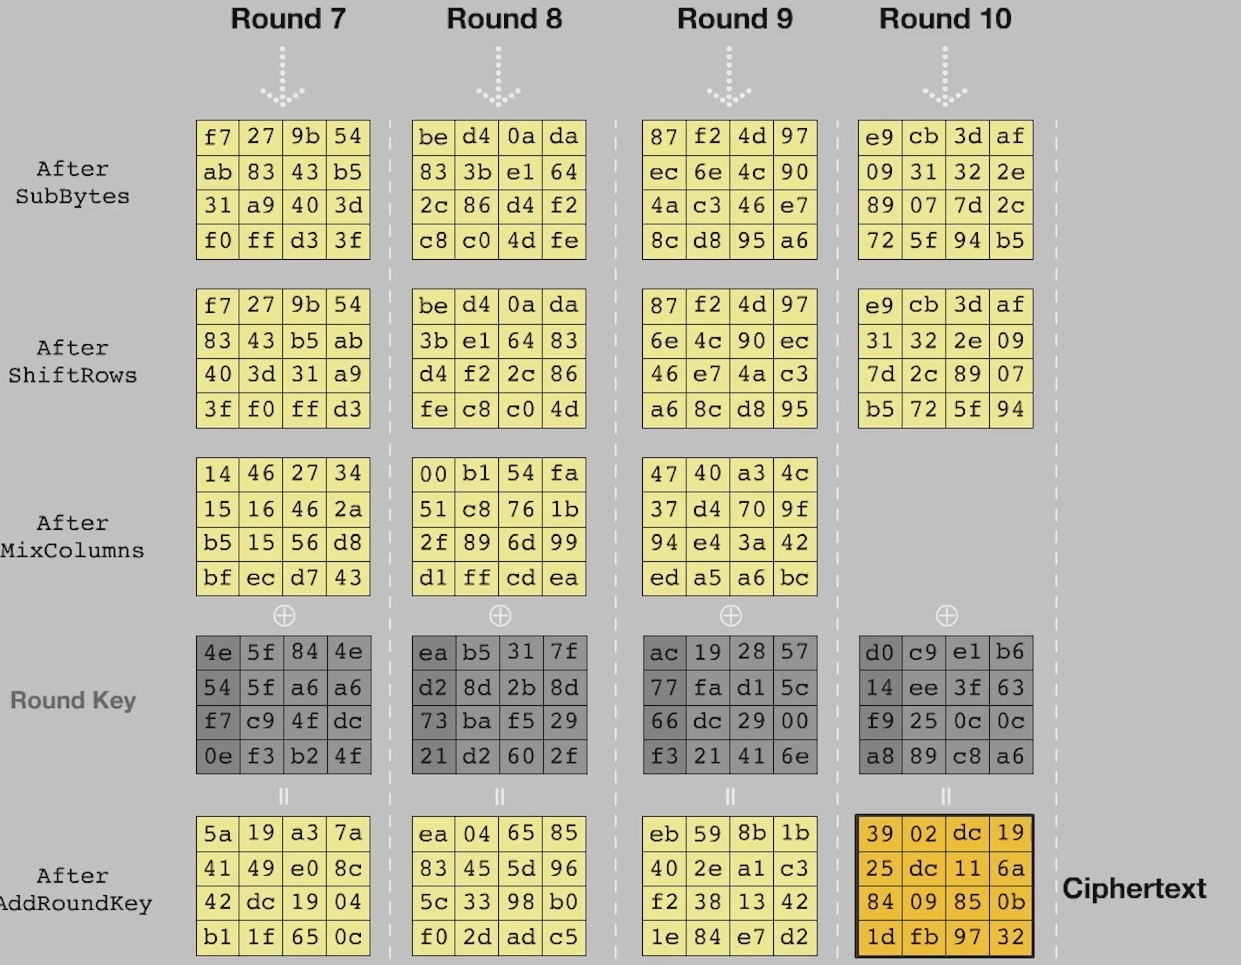 Round 7 Round 8 Round 9 Round 10
After
SubBytes
f7 27 9b 54 be d4 0a da 87 f2 4d 97 e9 cb 3d af
ab 83 43 b5 83 3b e1 64 ec 6e 4c 90 09 31 32 2e
31 a9 40 3d 2c 86 d4 f2 4a c3 46 e7 89 07 7d 2c
f0 ff d3 3f c8 c0 4d fe 8c d8 95 a6 72 5f 94 b5
After
ShiftRows
f7 27 9b 54 be d4 0a da 87 f2 4d 97 e9 cb 3d af
83 43 b5 ab 3b e1 64 83 6e 4c 90 ec 31 32 2e 09
40 3d 31 a9 d4 f2 2c 86 46 e7 4a c3 7d 2c 89 07
3f f0 ff d3 fe c8 c0 4d a6 8c d8 95 b5 72 5f 94
After
MixColumns
14 46 27 34 00 b1 54 fa 47 40 a3 4c
15 16 46 2a 51 c8 76 1b 37 d4 70 9f
b5 15 56 d8 2f 89 6d 99 94 e4 3a 42
bf ec d7 43 d1 ff cd ea ed a5 a6 bc
⊕ ⊕ ⊕ ⊕
Round Key
4e 5f 84 4e ea b5 31 7f ac 19 28 57 d0 c9 e1 b6
54 5f a6 a6 d2 8d 2b 8d 77 fa d1 5c 14 ee 3f 63
f7 c9 4f dc 73 ba f5 29 66 dc 29 00 f9 25 0c 0c
0e f3 b2 4f 21 d2 60 2f f3 21 41 6e a8 89 c8 a6
= = = =
After
AddRoundKey
5a 19 a3 7a ea 04 65 85 eb 59 8b 1b 39 02 dc 19
41 49 e0 8c 83 45 5d 96 40 2e a1 c3 25 dc 11 6a
42 dc 19 04 5c 33 98 b0 f2 38 13 42 84 09 85 0b
b1 1f 65 0c f0 2d ad c5 1e 84 e7 d2 1d fb 97 32
Ciphertext